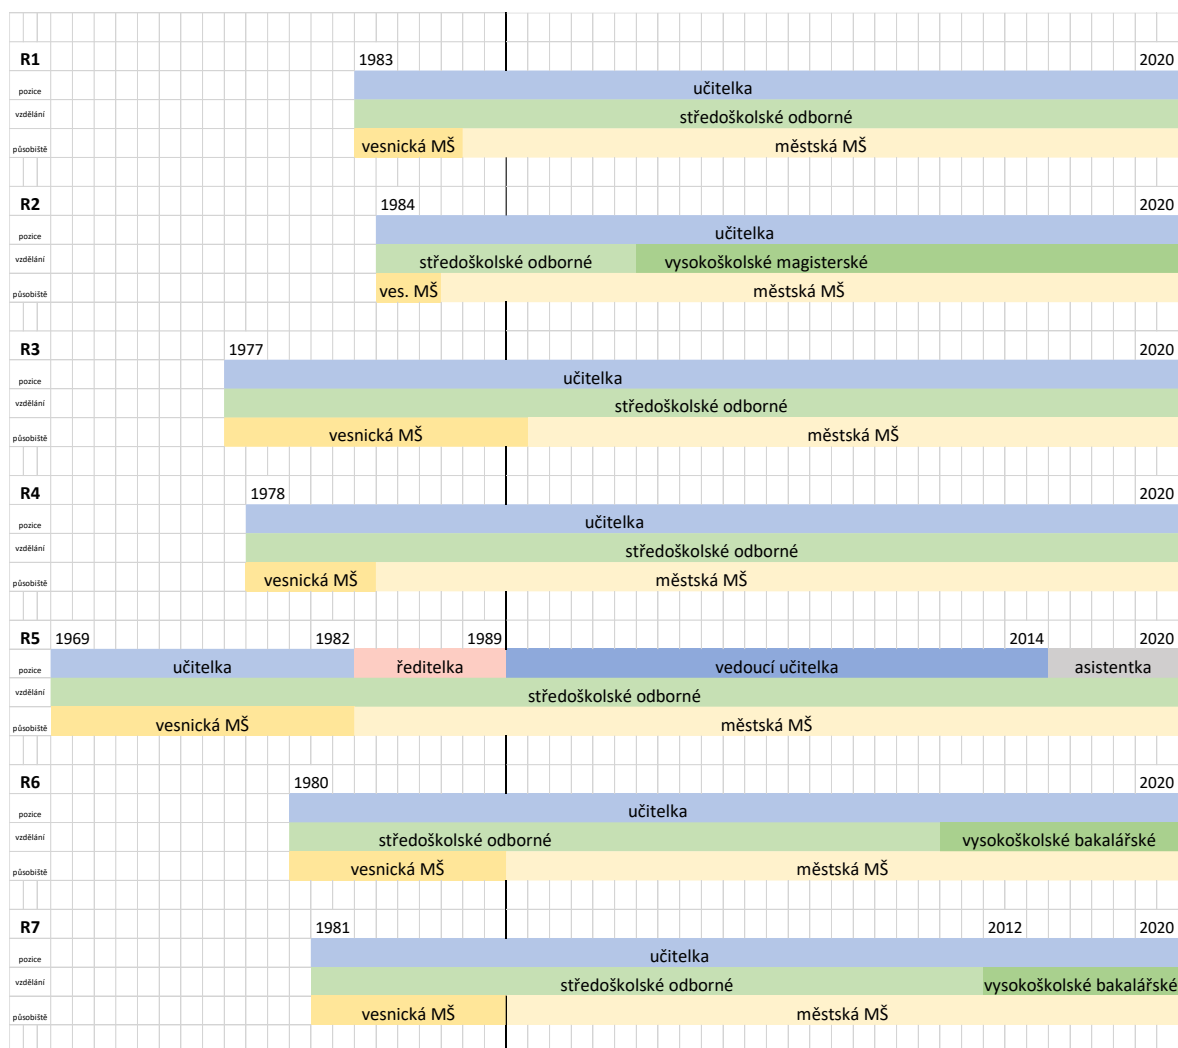 R1 1983 2020
pozice učitelka
vzdělání středoškolské odborné
působiště vesnická MŠ městská MŠ
R2 1984 2020
pozice učitelka
vzdělání středoškolské odborné vysokoškolské magisterské
působiště ves. MŠ městská MŠ
R3 1977 2020
pozice učitelka
vzdělání středoškolské odborné
působiště vesnická MŠ městská MŠ
R4 1978 2020
pozice učitelka
vzdělání středoškolské odborné
působiště vesnická MŠ městská MŠ
R5 1969 1982 1989 2014 2020
pozice učitelka ředitelka vedoucí učitelka asistentka
vzdělání středoškolské odborné
působiště vesnická MŠ městská MŠ
R6 1980 2020
pozice učitelka
vzdělání středoškolské odborné vysokoškolské bakalářské
působiště vesnická MŠ městská MŠ
R7 1981 2012 2020
pozice učitelka
vzdělání středoškolské odborné vysokoškolské bakalářské
působiště vesnická MŠ městská MŠ